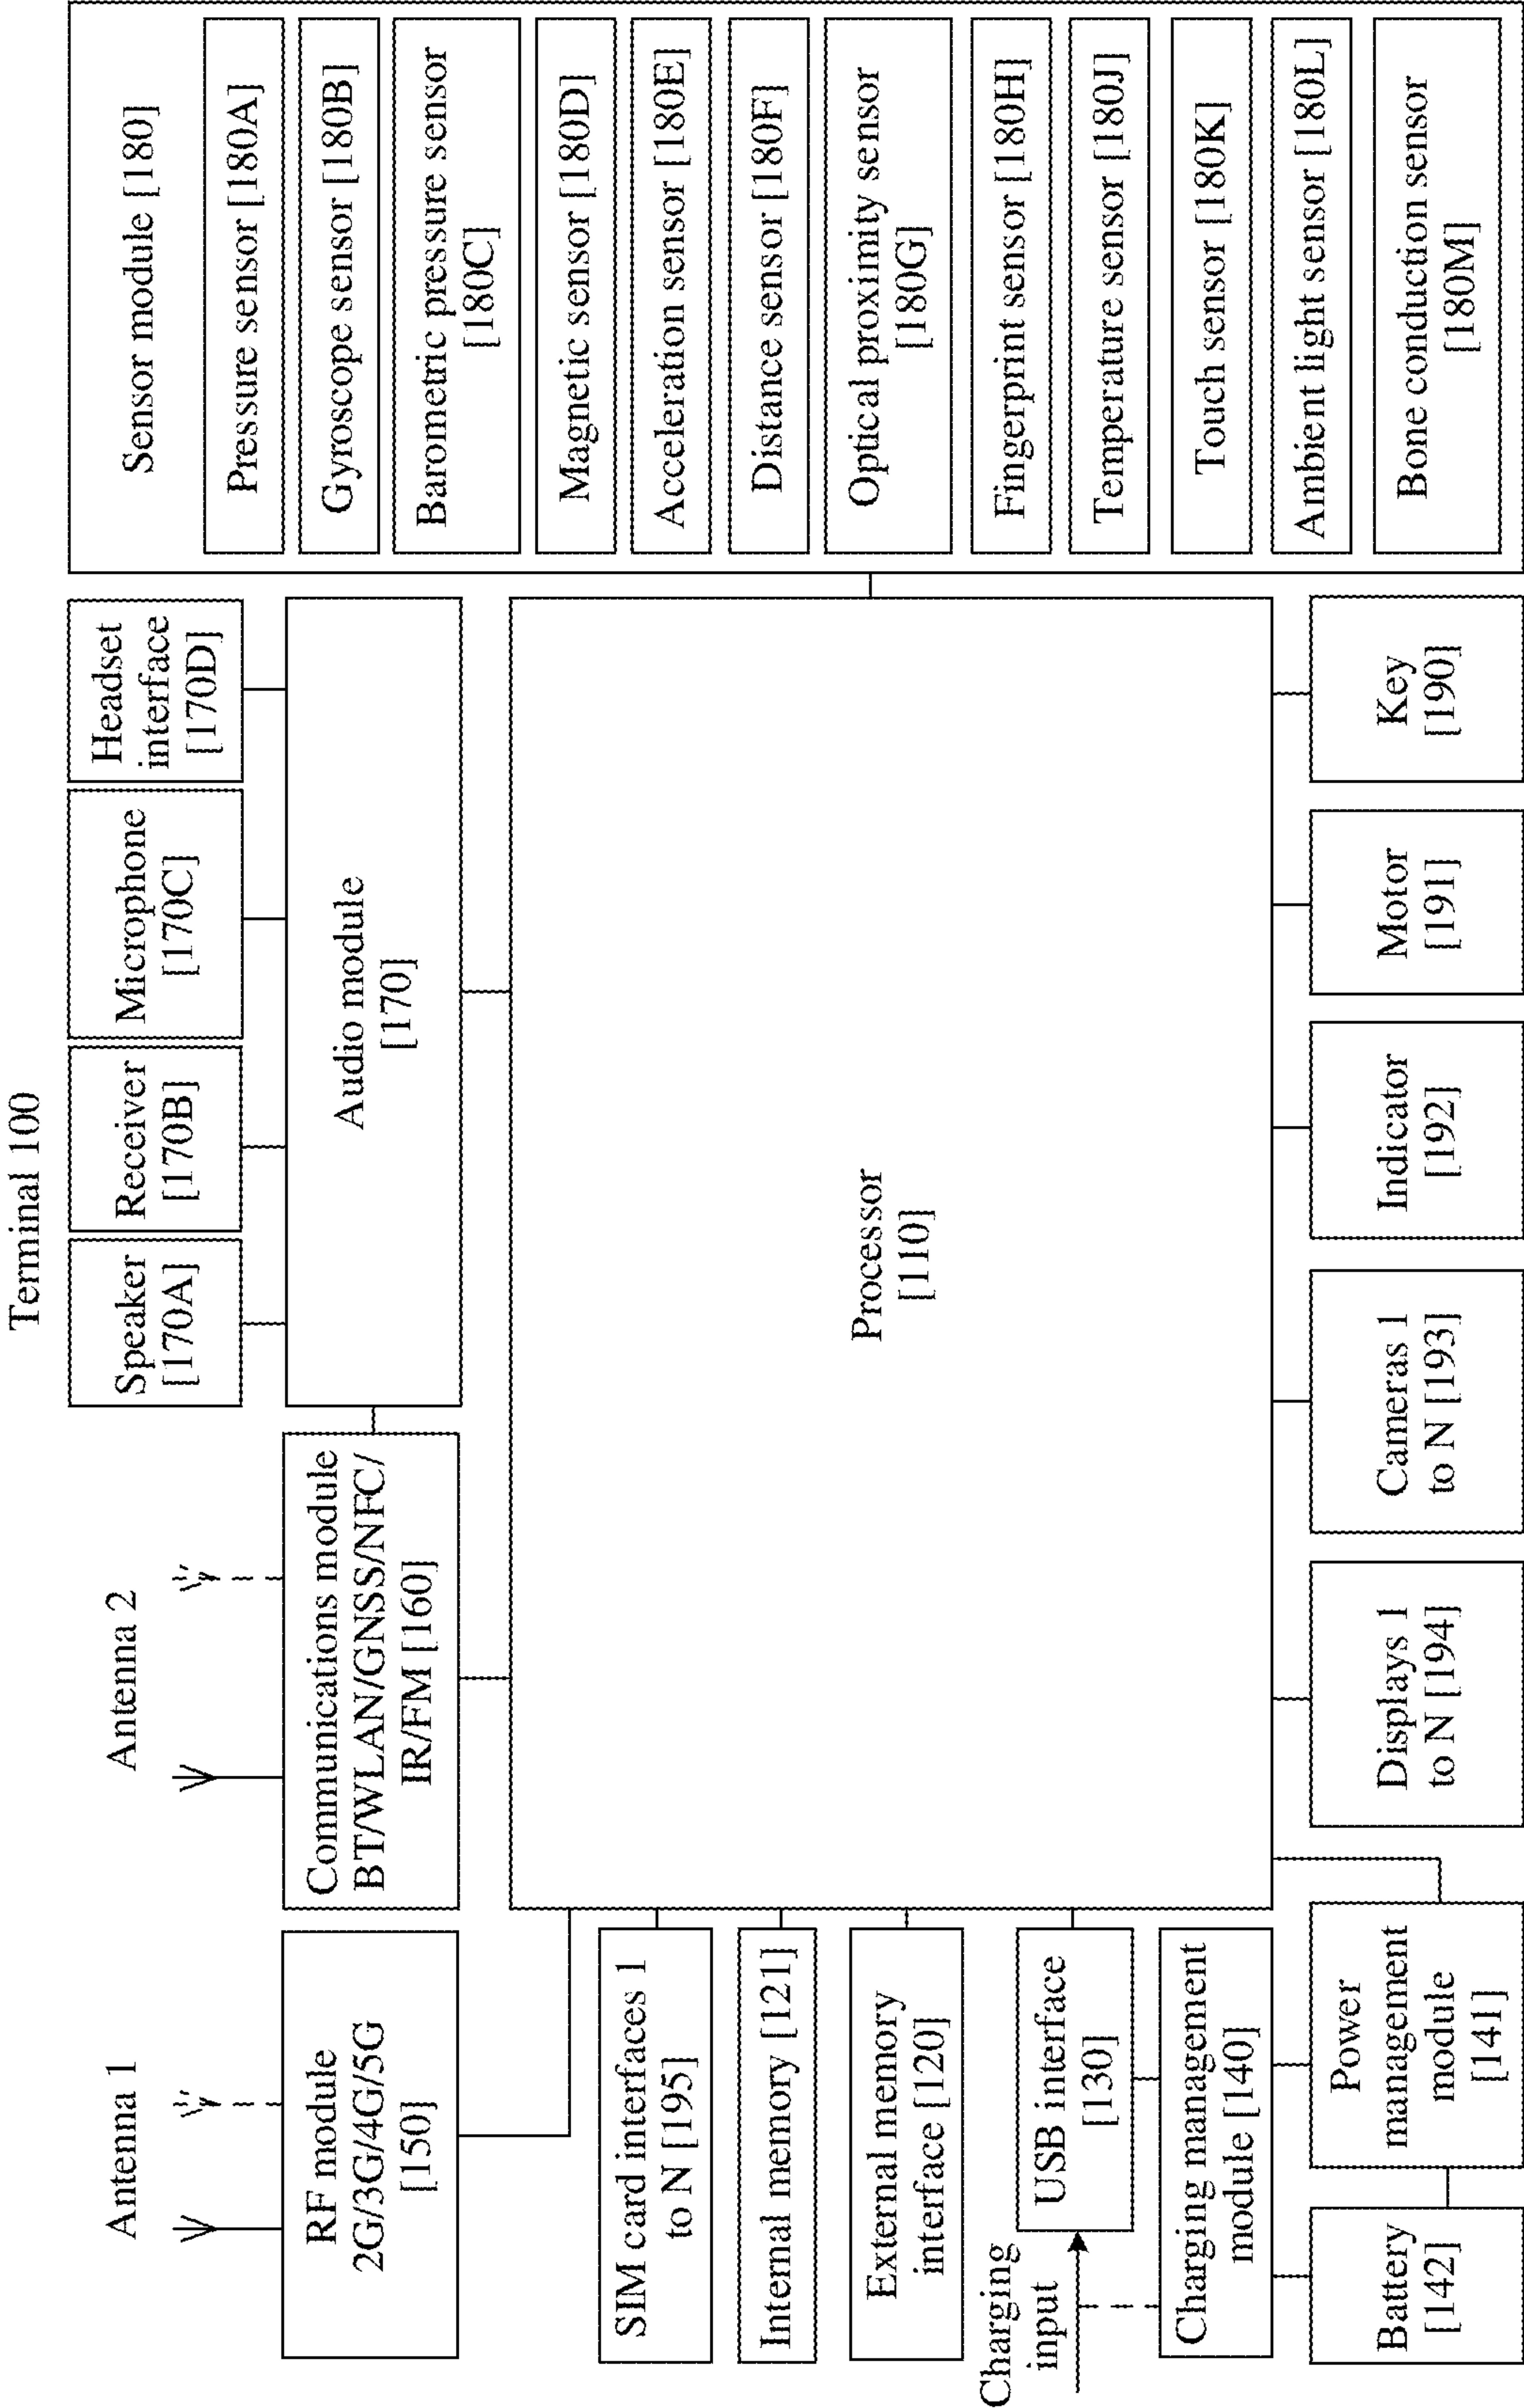 Terminal 100
Antenna 1
Antenna 2
RF module
2G/3G/4G/5G
[150]
Communications module
BT/WLAN/GNSS/NFC/
IR/FM [160]
Speaker
[170A]
Receiver
[170B]
Microphone
[170C]
Headset
interface
[170D]
Audio module
[170]
Sensor module [180]
Pressure sensor [180A]
Gyroscope sensor [180B]
Barometric pressure sensor
[180C]
Magnetic sensor [180D]
Acceleration sensor [180E]
Distance sensor [180F]
Optical proximity sensor
[180G]
Fingerprint sensor [180H]
Temperature sensor [180J]
Touch sensor [180K]
Ambient light sensor [180L]
Bone conduction sensor
[180M]
SIM card interfaces 1
to N [195]
Internal memory [121]
External memory
interface [120]
Charging
input
USB interface
[130]
Charging management
module [140]
Processor
[110]
Battery
[142]
Power
management
module
[141]
Displays 1
to N [194]
Cameras 1
to N [193]
Indicator
[192]
Motor
[191]
Key
[190]